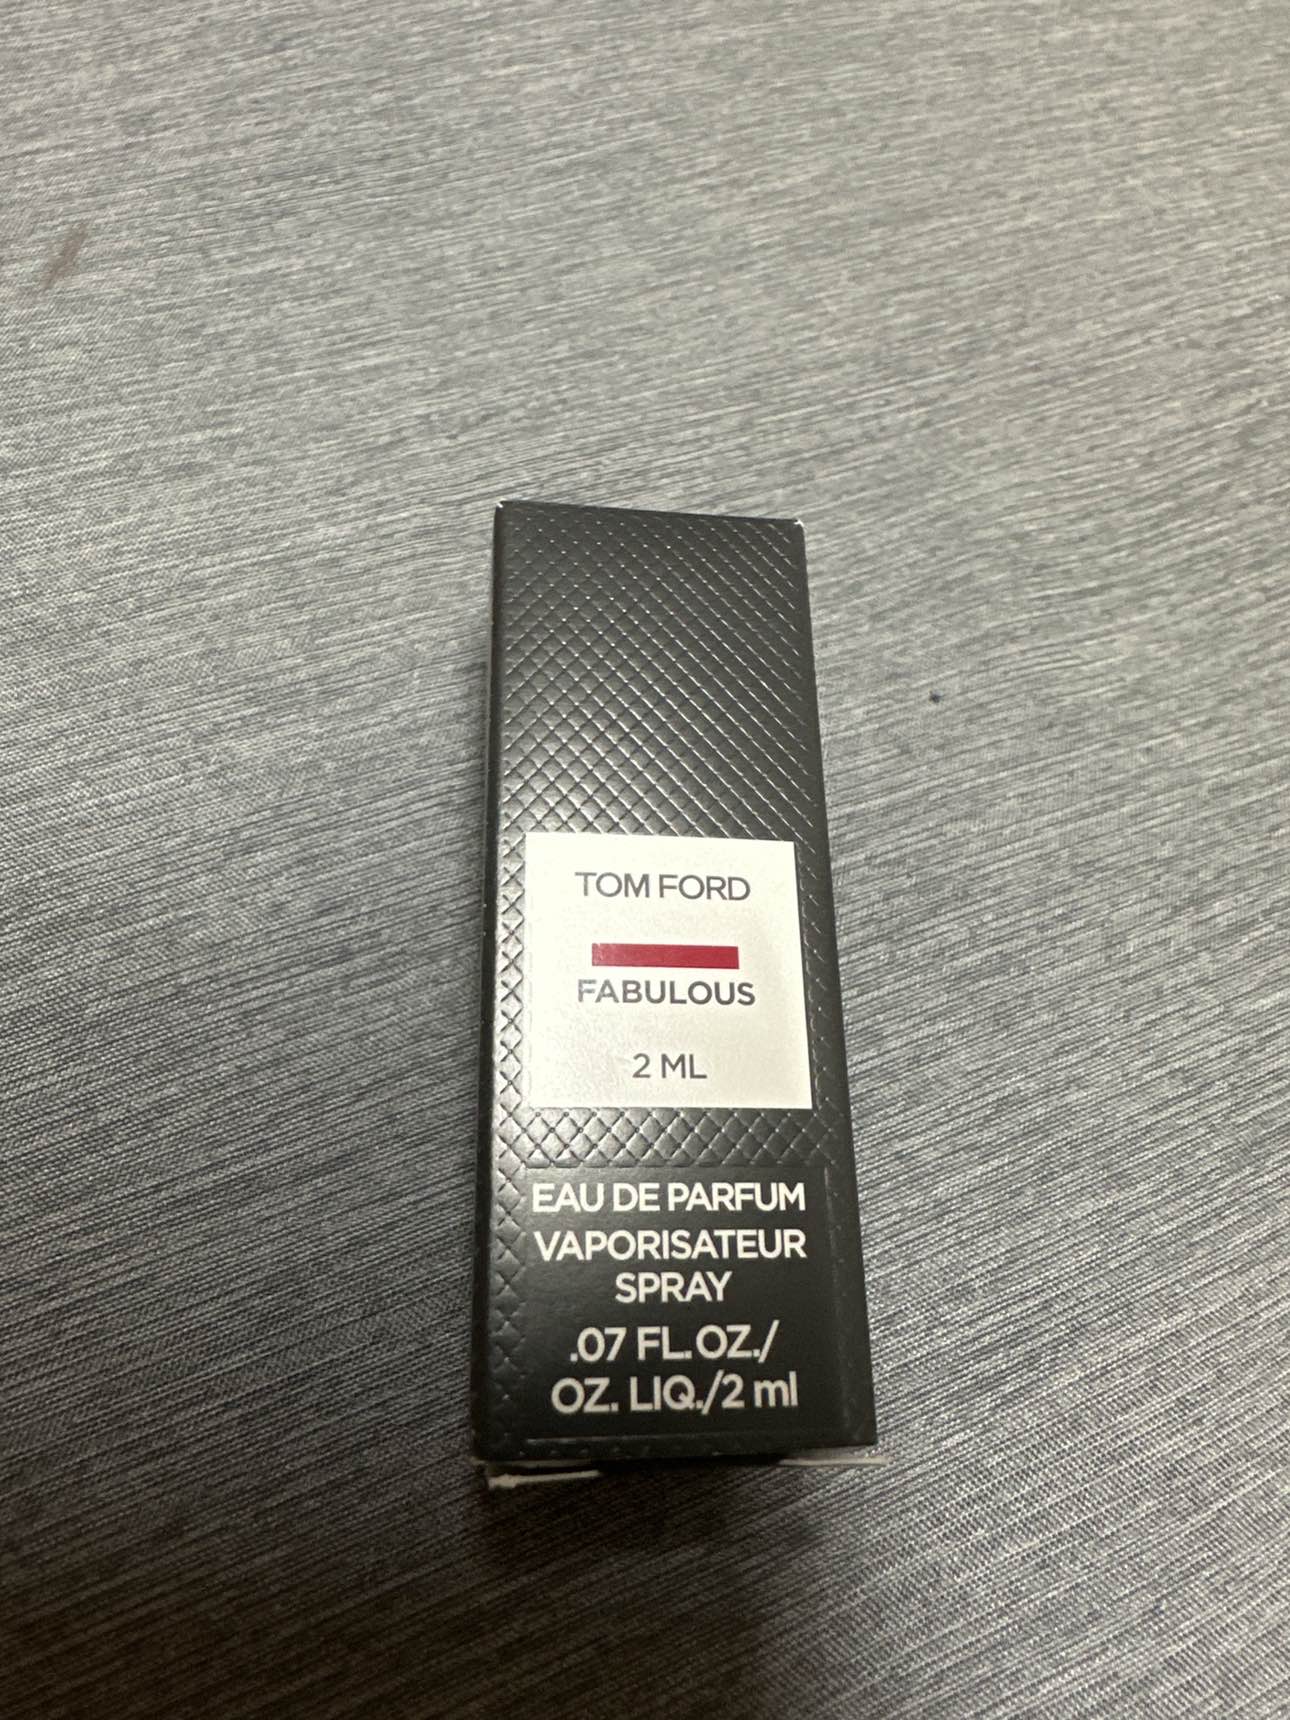 TOM FORD
FABULOUS
2 ML
EAU DE PARFUM
VAPORISATEUR
SPRAY
.07 FL. OZ./
OZ. LIQ./2 ml